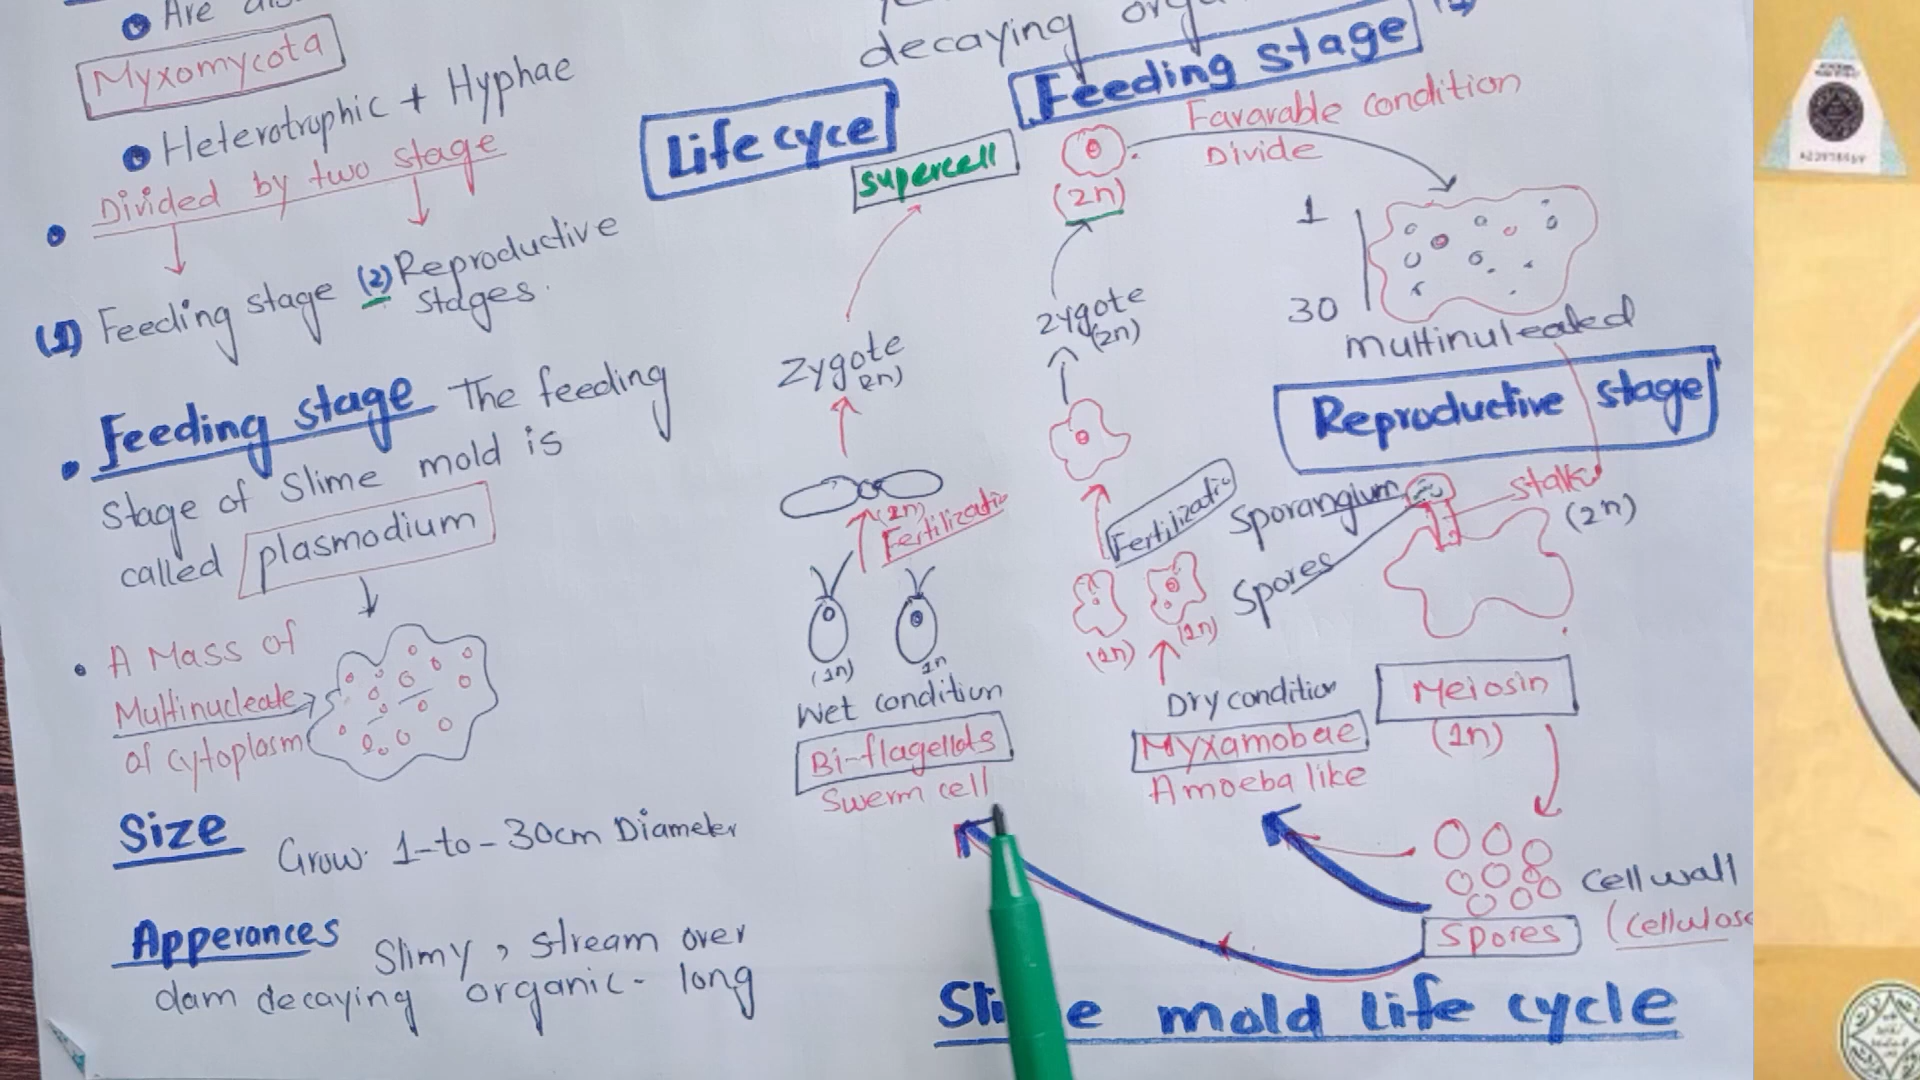 Are
Myxomycota
Heterotrophic + Hyphae
Divided by two stage
(1) Feeding stage (2) Reproductive
stages.
Feeding stage The feeding
stage of slime mold is
called plasmodium
A Mass of
Multinucleate
of cytoplasm
Size Grow 1-to-30cm Diameter
Apperances Slimy, stream over
dam decaying organic- long
decaying
Life cyce
Feeding stage
supercell
Favarable condition
Divide
(2n)
1
30
multinuleated
Zygote
(2n)
zygote
(2n)
Reproductive stage
(2n)
Fertilization
Fertilization
Sporangium
stalk
(2n)
Spores
(1n)
1n
(1n)
(1n)
Wet condition
Bi-flagellots
Swerm cell
Dry condition
Myxamobae
Amoeba like
Meiosin
(1n)
Cell wall
(cellulose
Spores
Sli e mold life cycle